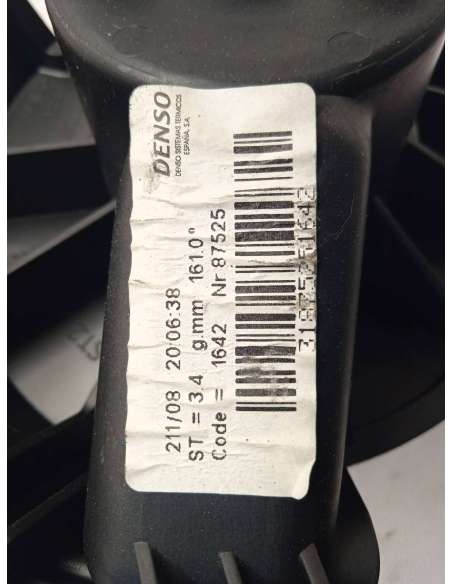 DENSO
DENSO SISTEMAS TERMICOS
ESPAÑA, S.A.
211/08 20:06:38
ST = 3.4 g.mm 161.0"
Code = 1642 Nr 87525